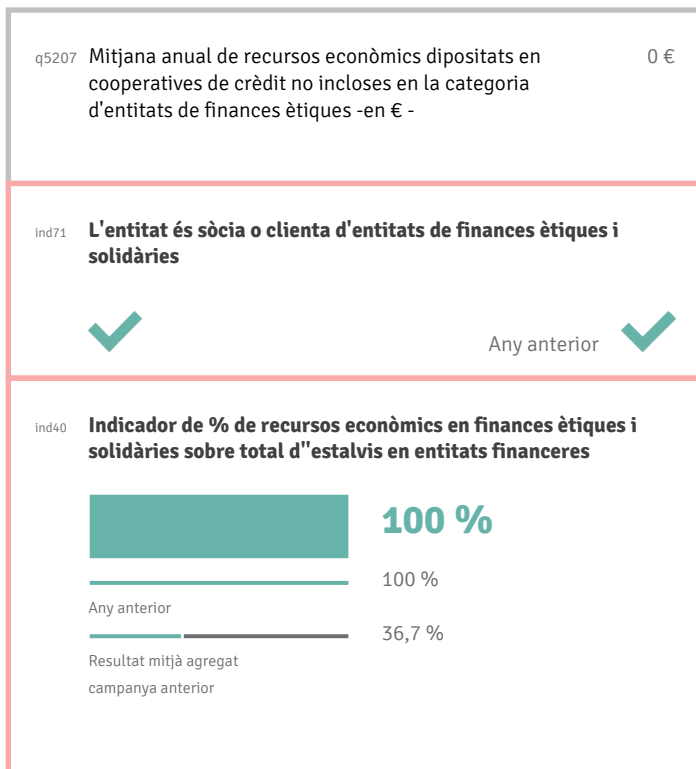 q5207 Mitjana anual de recursos econòmics dipositats en 0 €
cooperatives de crèdit no incloses en la categoria
d'entitats de finances ètiques -en € -
ind71 L'entitat és sòcia o clienta d'entitats de finances ètiques i
solidàries
Any anterior
ind40 Indicador de % de recursos econòmics en finances ètiques i
solidàries sobre total d''estalvis en entitats financeres
100 %
100 %
Any anterior
36,7 %
Resultat mitjà agregat
campanya anterior